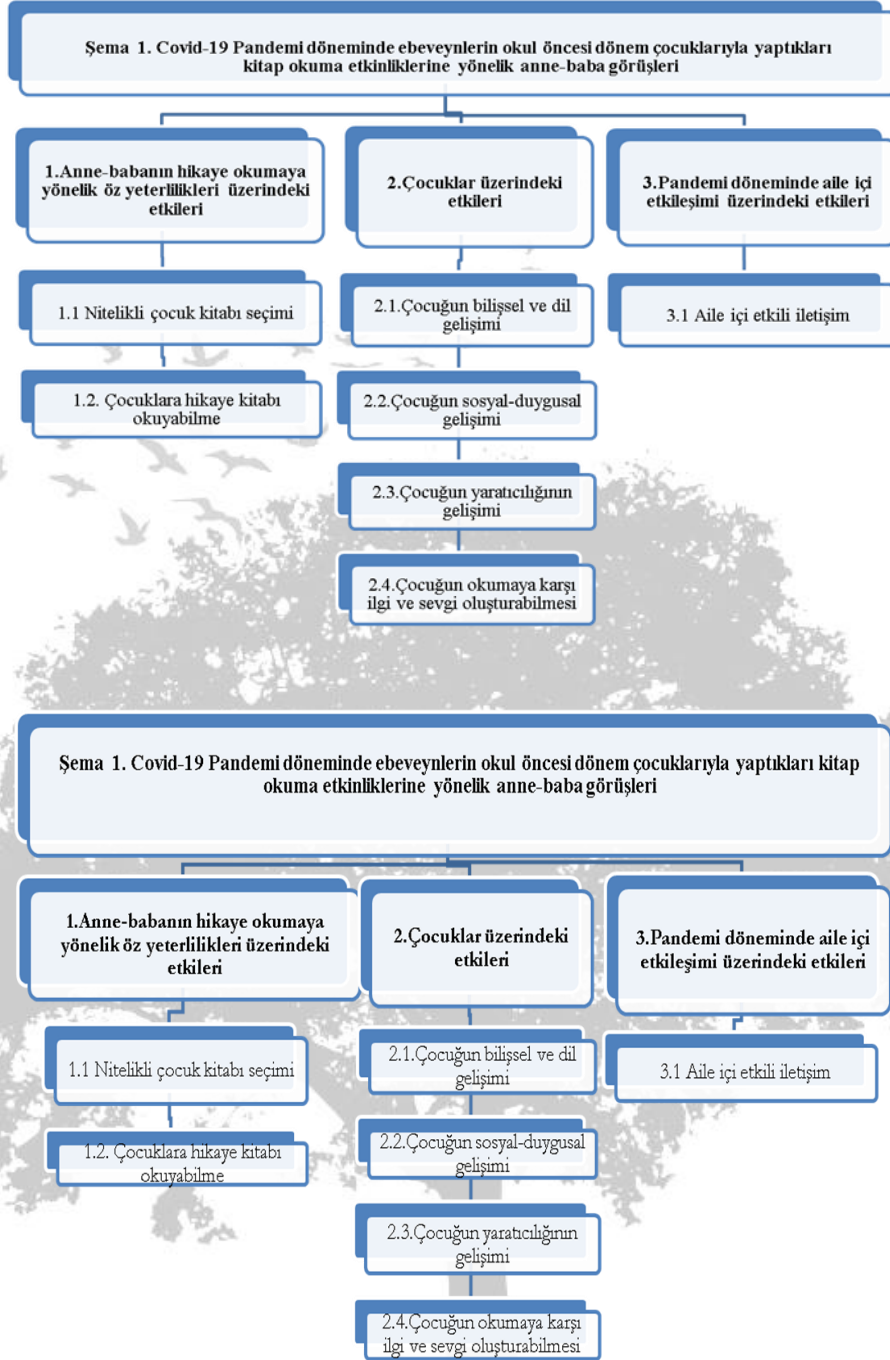 Şema 1. Covid-19 Pandemi döneminde ebeveynlerin okul öncesi dönem çocuklarıyla yaptıkları
kitap okuma etkinliklerine yönelik anne-baba görüşleri
1.Anne-babanın hikaye okumaya
yönelik öz yeterlilikleri üzerindeki
etkileri
2.Çocuklar üzerindeki
etkileri
3.Pandemi döneminde aile içi
etkileşimi üzerindeki etkileri
1.1 Nitelikli çocuk kitabı seçimi
1.2. Çocuklara hikaye kitabı
okuyabilme
2.1.Çocuğun bilişsel ve dil
gelişimi
2.2.Çocuğun sosyal-duygusal
gelişimi
2.3.Çocuğun yaratıcılığının
gelişimi
2.4.Çocuğun okumaya karşı
ilgi ve sevgi oluşturabilmesi
3.1 Aile içi etkili iletişim
Şema 1. Covid-19 Pandemi döneminde ebeveynlerin okul öncesi dönem çocuklarıyla yaptıkları kitap
okuma etkinliklerine yönelik anne-baba görüşleri
1.Anne-babanın hikaye okumaya
yönelik öz yeterlilikleri üzerindeki
etkileri
2.Çocuklar üzerindeki
etkileri
3.Pandemi döneminde aile içi
etkileşimi üzerindeki etkileri
1.1 Nitelikli çocuk kitabı seçimi
1.2. Çocuklara hikaye kitabı
okuyabilme
2.1.Çocuğun bilişsel ve dil
gelişimi
2.2.Çocuğun sosyal-duygusal
gelişimi
2.3.Çocuğun yaratıcılığının
gelişimi
2.4.Çocuğun okumaya karşı
ilgi ve sevgi oluşturabilmesi
3.1 Aile içi etkili iletişim